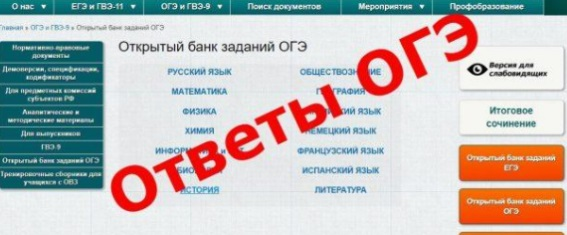 О нас ▼ ЕГЭ и ГВЭ-11 ▼ ОГЭ и ГВЭ-9 ▼ Поиск документов Мероприятия ▼ Профобразование
Главная » ОГЭ и ГВЭ-9 » Открытый банк заданий ОГЭ
Нормативно-правовые
документы
Демоверсии, спецификации,
кодификаторы
Для предметных комиссий
субъектов РФ
Аналитические и
методические материалы
Для выпускников
ГВЭ-9
Открытый банк заданий ОГЭ
Тренировочные сборники для
учащихся с ОВЗ
Открытый банк заданий ОГЭ
РУССКИЙ ЯЗЫК ОБЩЕСТВОЗНАНИЕ
МАТЕМАТИКА
ФИЗИКА
ХИМИЯ НЕМЕЦКИЙ ЯЗЫК
ФРАНЦУЗСКИЙ ЯЗЫК
ИСПАНСКИЙ ЯЗЫК
ИСТОРИЯ ЛИТЕРАТУРА
Ответы ОГЭ
Версия для
слабовидящих
Итоговое
сочинение
Открытый банк заданий
ЕГЭ
Открытый банк заданий
ОГЭ